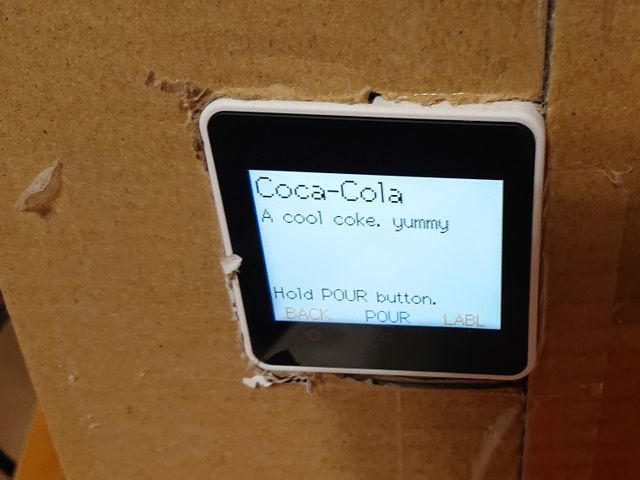 Coca-Cola
A cool coke. yummy
Hold POUR button.
BACK POUR LABL